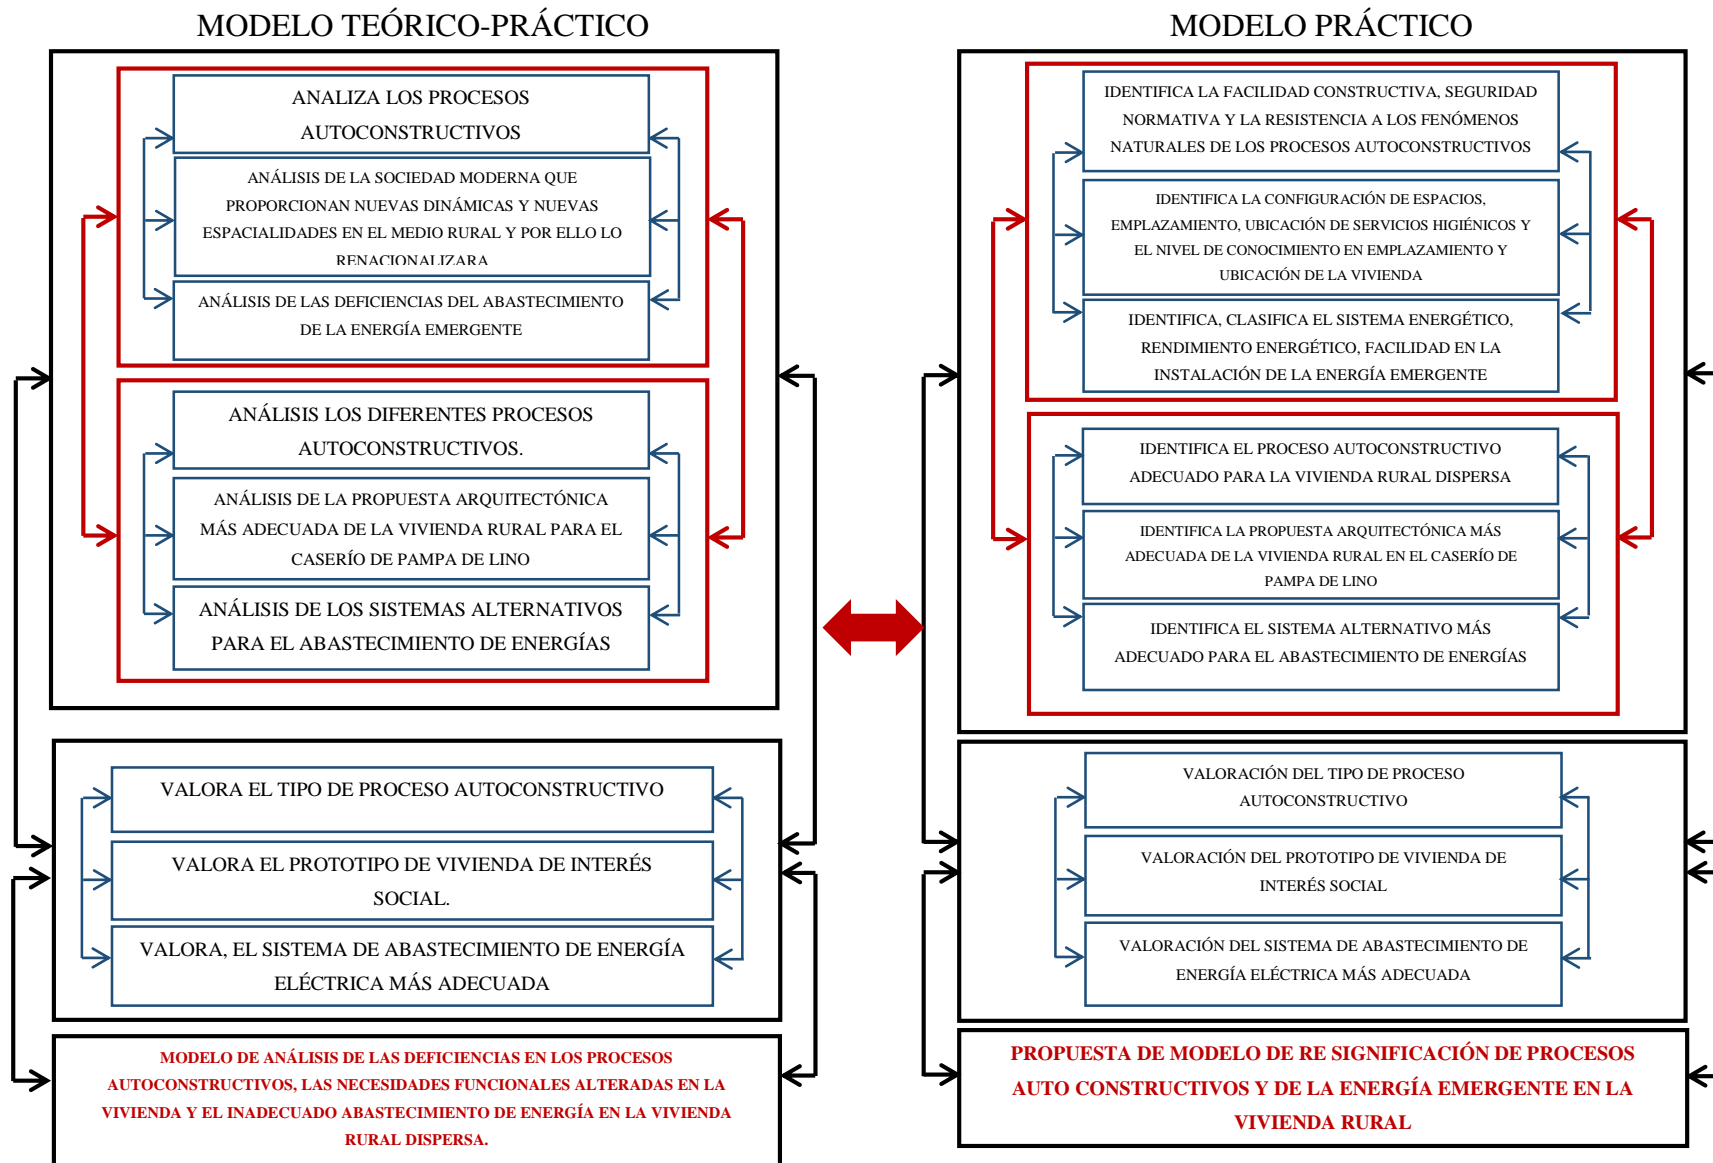 MODELO TEÓRICO-PRÁCTICO
ANALIZA LOS PROCESOS
AUTOCONSTRUCTIVOS
ANÁLISIS DE LA SOCIEDAD MODERNA QUE
PROPORCIONAN NUEVAS DINÁMICAS Y NUEVAS
ESPACIALIDADES EN EL MEDIO RURAL Y POR ELLO LO
RENACIONALIZARA
ANÁLISIS DE LAS DEFICIENCIAS DEL ABASTECIMIENTO
DE LA ENERGÍA EMERGENTE
ANÁLISIS LOS DIFERENTES PROCESOS
AUTOCONSTRUCTIVOS.
ANÁLISIS DE LA PROPUESTA ARQUITECTÓNICA
MÁS ADECUADA DE LA VIVIENDA RURAL PARA EL
CASERÍO DE PAMPA DE LINO
ANÁLISIS DE LOS SISTEMAS ALTERNATIVOS
PARA EL ABASTECIMIENTO DE ENERGÍAS
VALORA EL TIPO DE PROCESO AUTOCONSTRUCTIVO
VALORA EL PROTOTIPO DE VIVIENDA DE INTERÉS
SOCIAL.
VALORA, EL SISTEMA DE ABASTECIMIENTO DE ENERGÍA
ELÉCTRICA MÁS ADECUADA
MODELO DE ANÁLISIS DE LAS DEFICIENCIAS EN LOS PROCESOS
AUTOCONSTRUCTIVOS, LAS NECESIDADES FUNCIONALES ALTERADAS EN LA
VIVIENDA Y EL INADECUADO ABASTECIMIENTO DE ENERGÍA EN LA VIVIENDA
RURAL DISPERSA.
MODELO PRÁCTICO
IDENTIFICA LA FACILIDAD CONSTRUCTIVA, SEGURIDAD
NORMATIVA Y LA RESISTENCIA A LOS FENÓMENOS
NATURALES DE LOS PROCESOS AUTOCONSTRUCTIVOS
IDENTIFICA LA CONFIGURACIÓN DE ESPACIOS,
EMPLAZAMIENTO, UBICACIÓN DE SERVICIOS HIGIÉNICOS Y
EL NIVEL DE CONOCIMIENTO EN EMPLAZAMIENTO Y
UBICACIÓN DE LA VIVIENDA
IDENTIFICA, CLASIFICA EL SISTEMA ENERGÉTICO,
RENDIMIENTO ENERGÉTICO, FACILIDAD EN LA
INSTALACIÓN DE LA ENERGÍA EMERGENTE
IDENTIFICA EL PROCESO AUTOCONSTRUCTIVO
ADECUADO PARA LA VIVIENDA RURAL DISPERSA
IDENTIFICA LA PROPUESTA ARQUITECTÓNICA MÁS
ADECUADA DE LA VIVIENDA RURAL EN EL CASERÍO DE
PAMPA DE LINO
IDENTIFICA EL SISTEMA ALTERNATIVO MÁS
ADECUADO PARA EL ABASTECIMIENTO DE ENERGÍAS
VALORACIÓN DEL TIPO DE PROCESO
AUTOCONSTRUCTIVO
VALORACIÓN DEL PROTOTIPO DE VIVIENDA DE
INTERÉS SOCIAL
VALORACIÓN DEL SISTEMA DE ABASTECIMIENTO DE
ENERGÍA ELÉCTRICA MÁS ADECUADA
PROPUESTA DE MODELO DE RE SIGNIFICACIÓN DE PROCESOS
AUTO CONSTRUCTIVOS Y DE LA ENERGÍA EMERGENTE EN LA
VIVIENDA RURAL